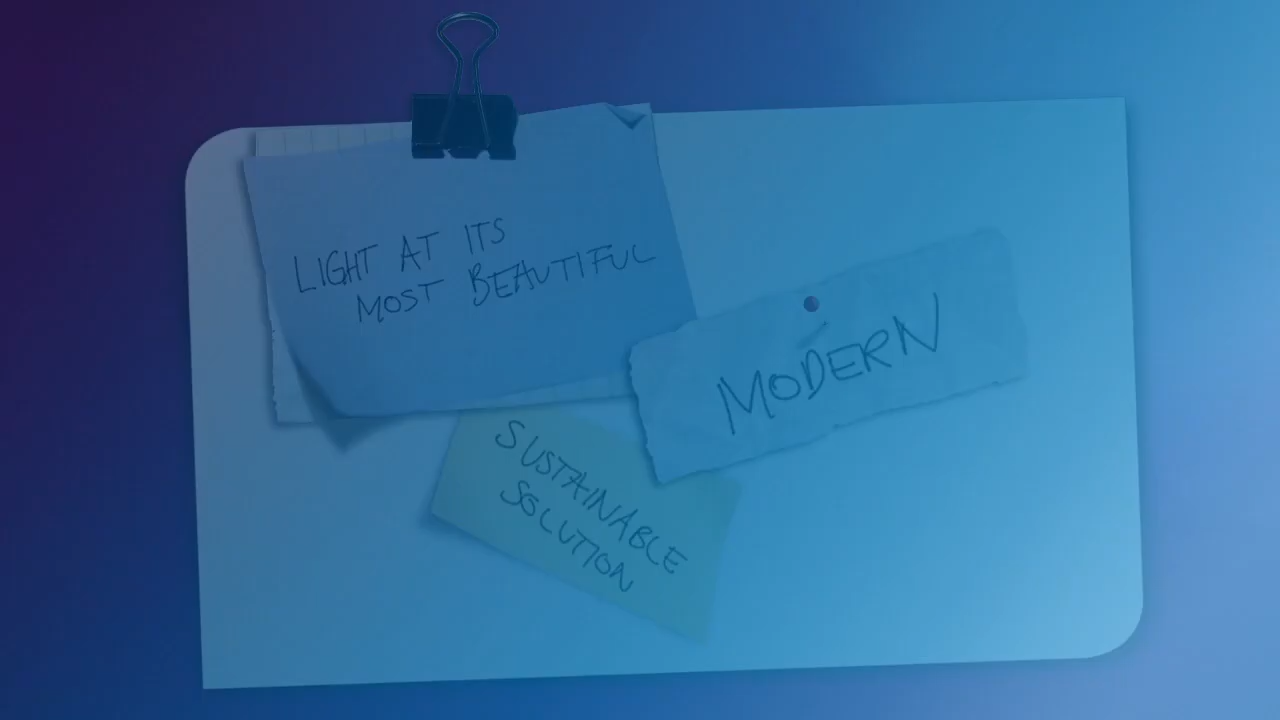 LIGHT AT ITS
MOST BEAUTIFUL
MODERN
SUSTAINABLE
SOLUTION